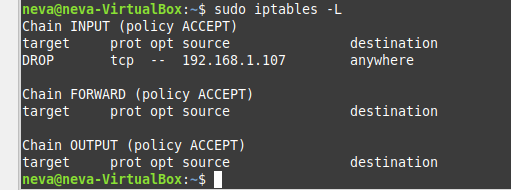 neva@neva-VirtualBox:~$ sudo iptables -L
Chain INPUT (policy ACCEPT)
target     prot opt source               destination
DROP       tcp  --  192.168.1.107        anywhere

Chain FORWARD (policy ACCEPT)
target     prot opt source               destination

Chain OUTPUT (policy ACCEPT)
target     prot opt source               destination
neva@neva-VirtualBox:~$